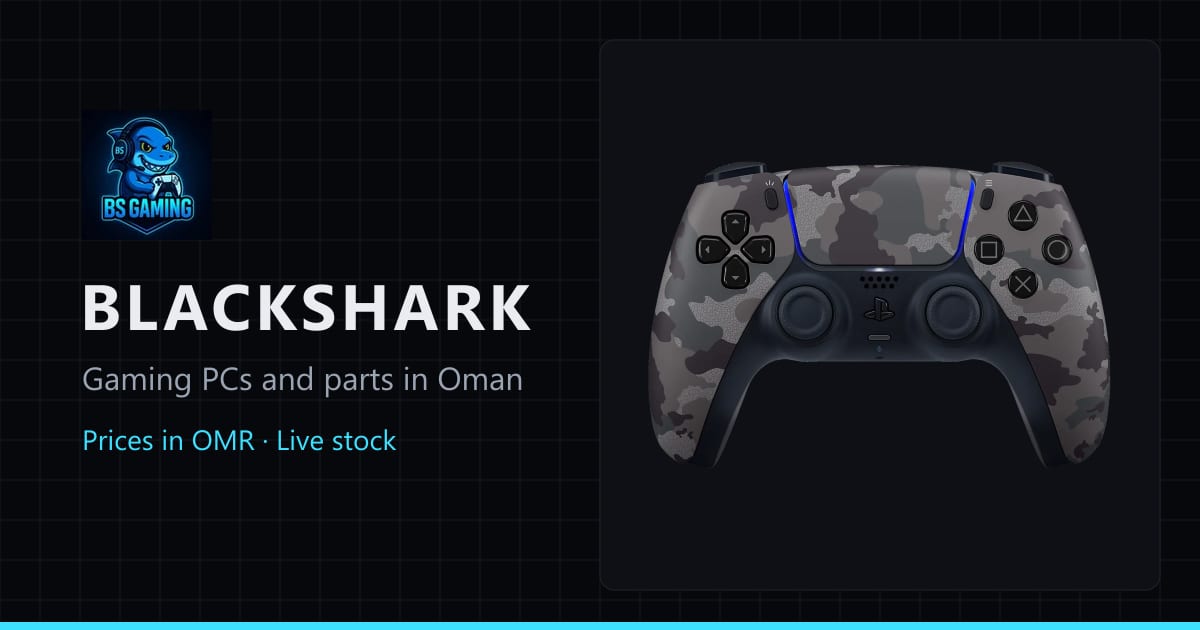 BS
BS GAMING
BLACKSHARK
Gaming PCs and parts in Oman
Prices in OMR · Live stock